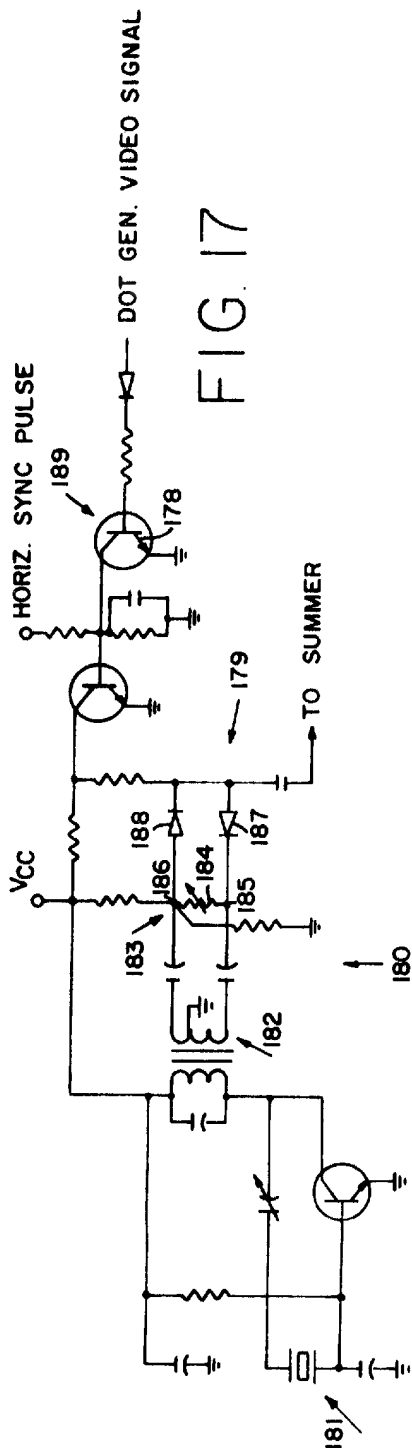 HORIZ. SYNC PULSE
189
DOT GEN. VIDEO SIGNAL
178
FIG. 17
VCC
179
TO SUMMER
188
187
186
184
185
183
182
180
181